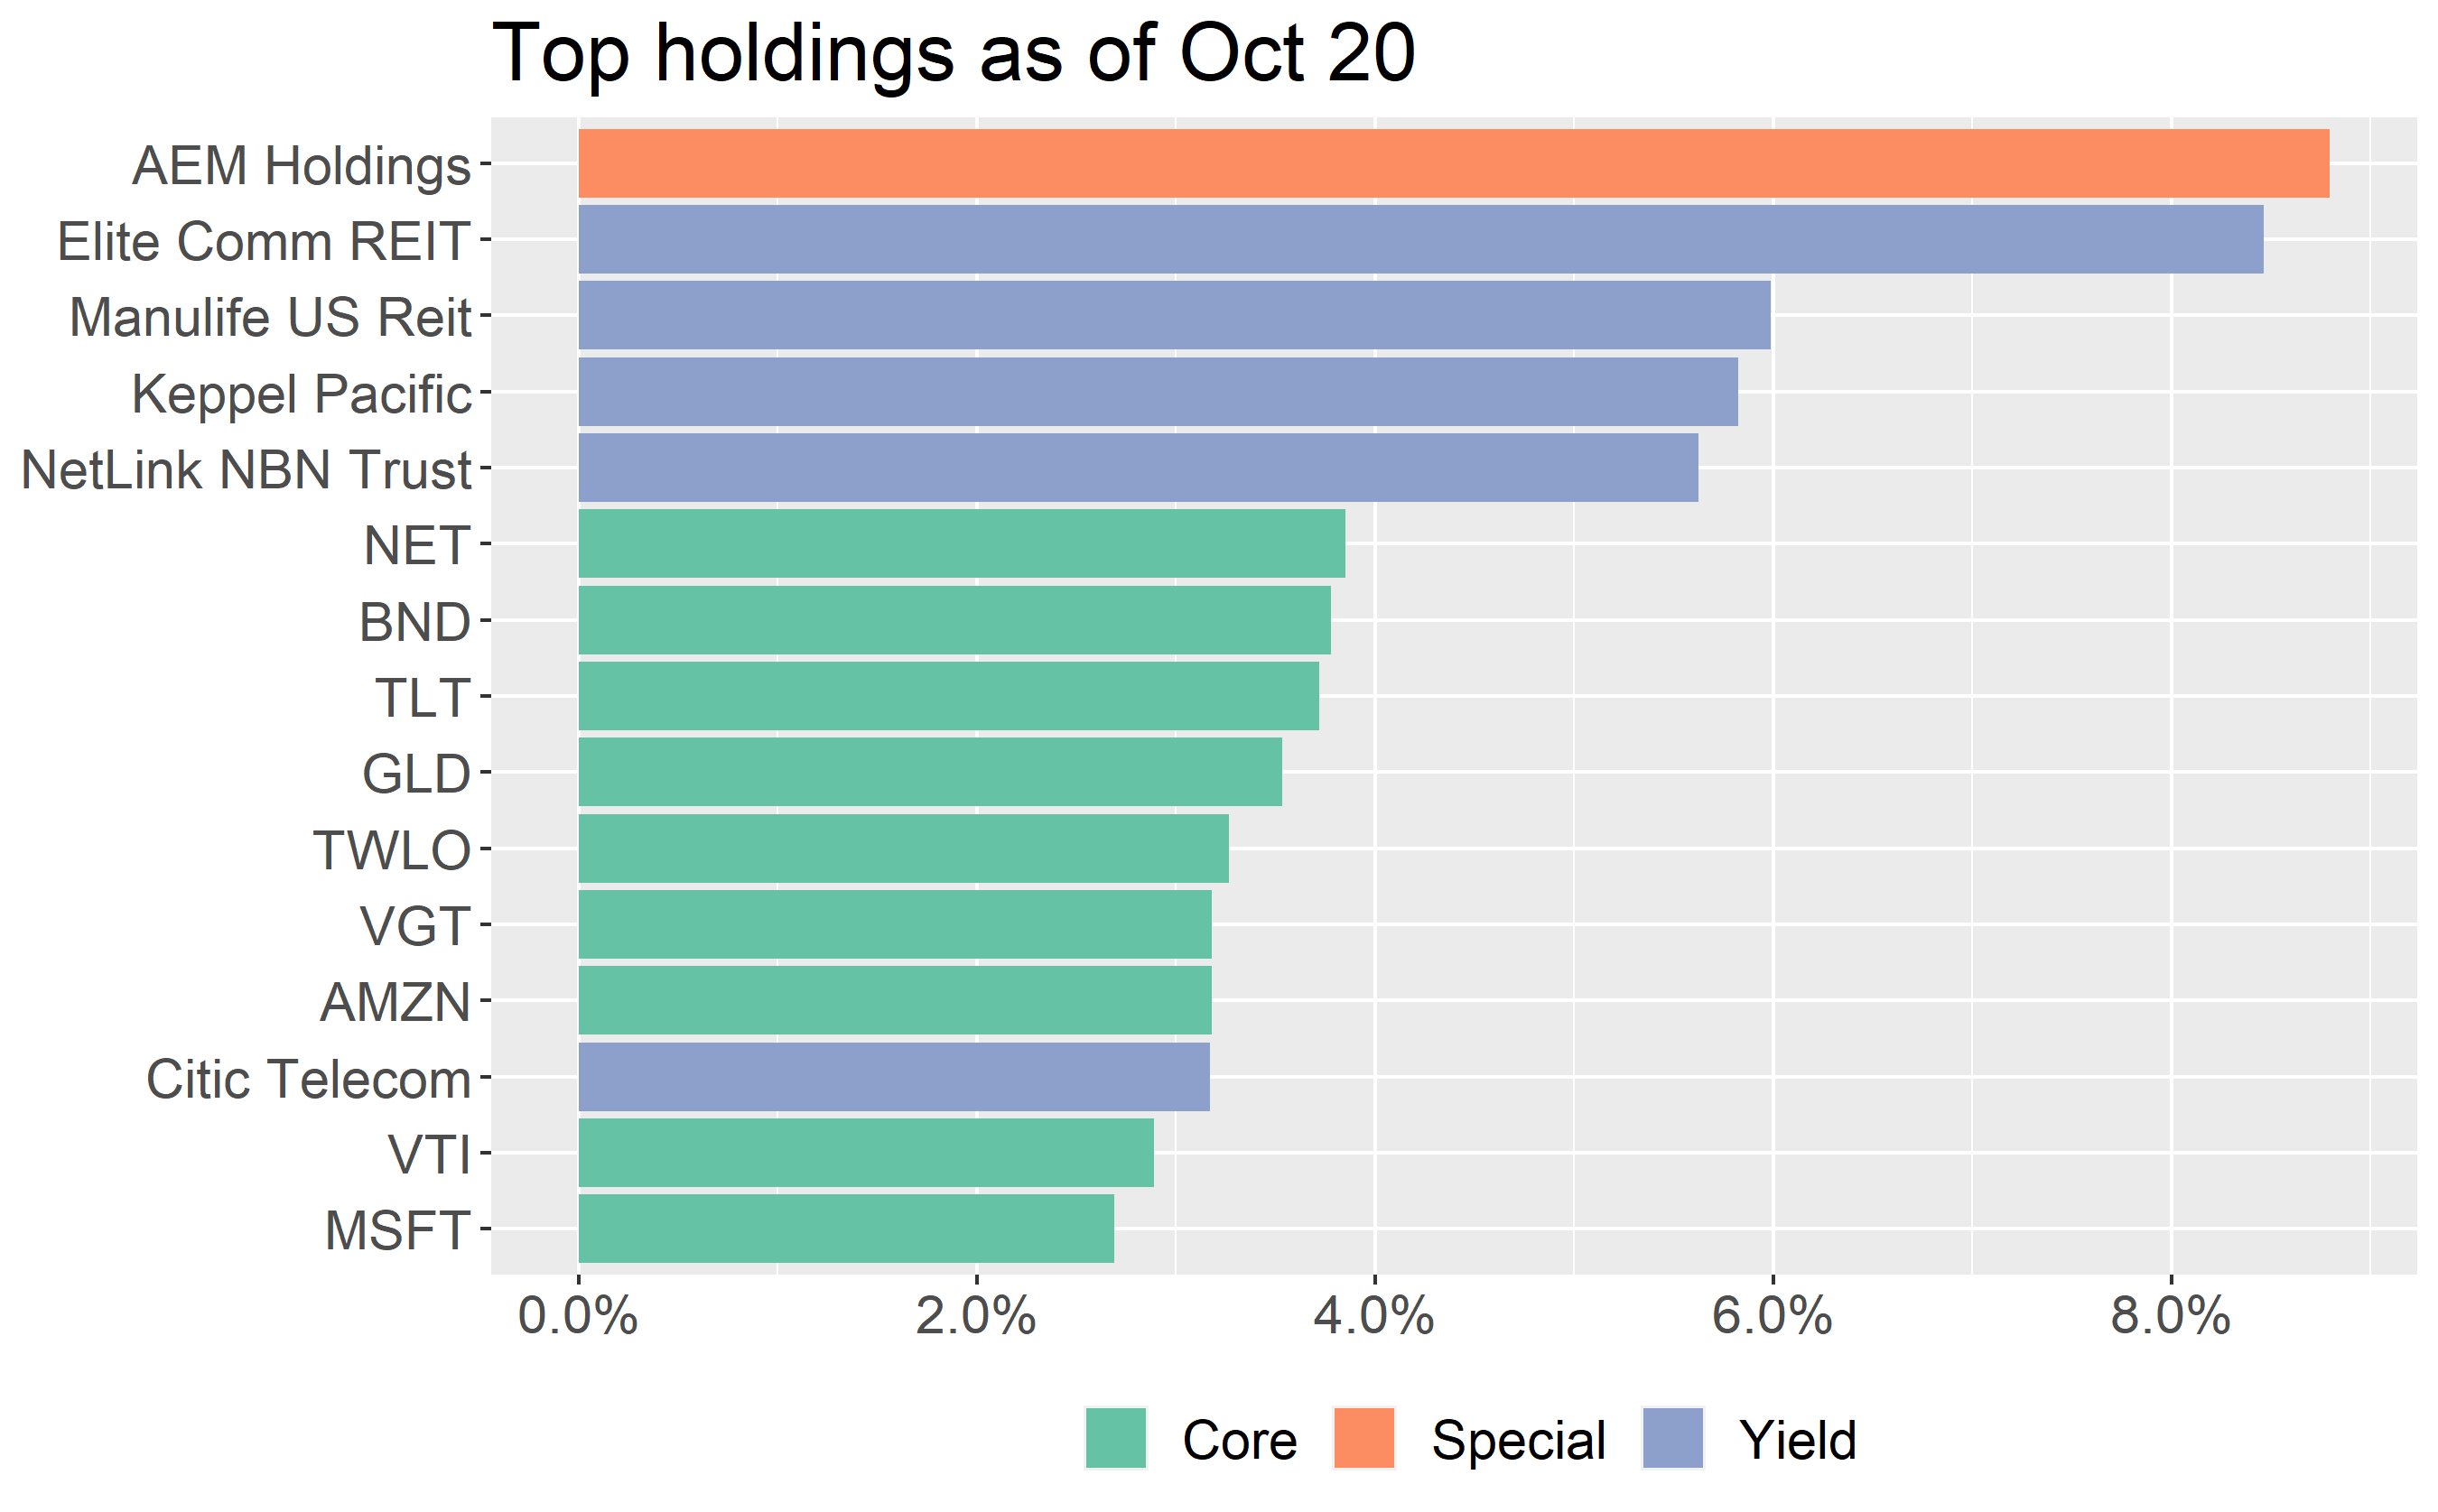 Top holdings as of Oct 20
AEM Holdings
Elite Comm REIT
Manulife US Reit
Keppel Pacific
NetLink NBN Trust
NET
BND
TLT
GLD
TWLO
VGT
AMZN
Citic Telecom
VTI
MSFT
0.0% 2.0% 4.0% 6.0% 8.0%
Core Special Yield